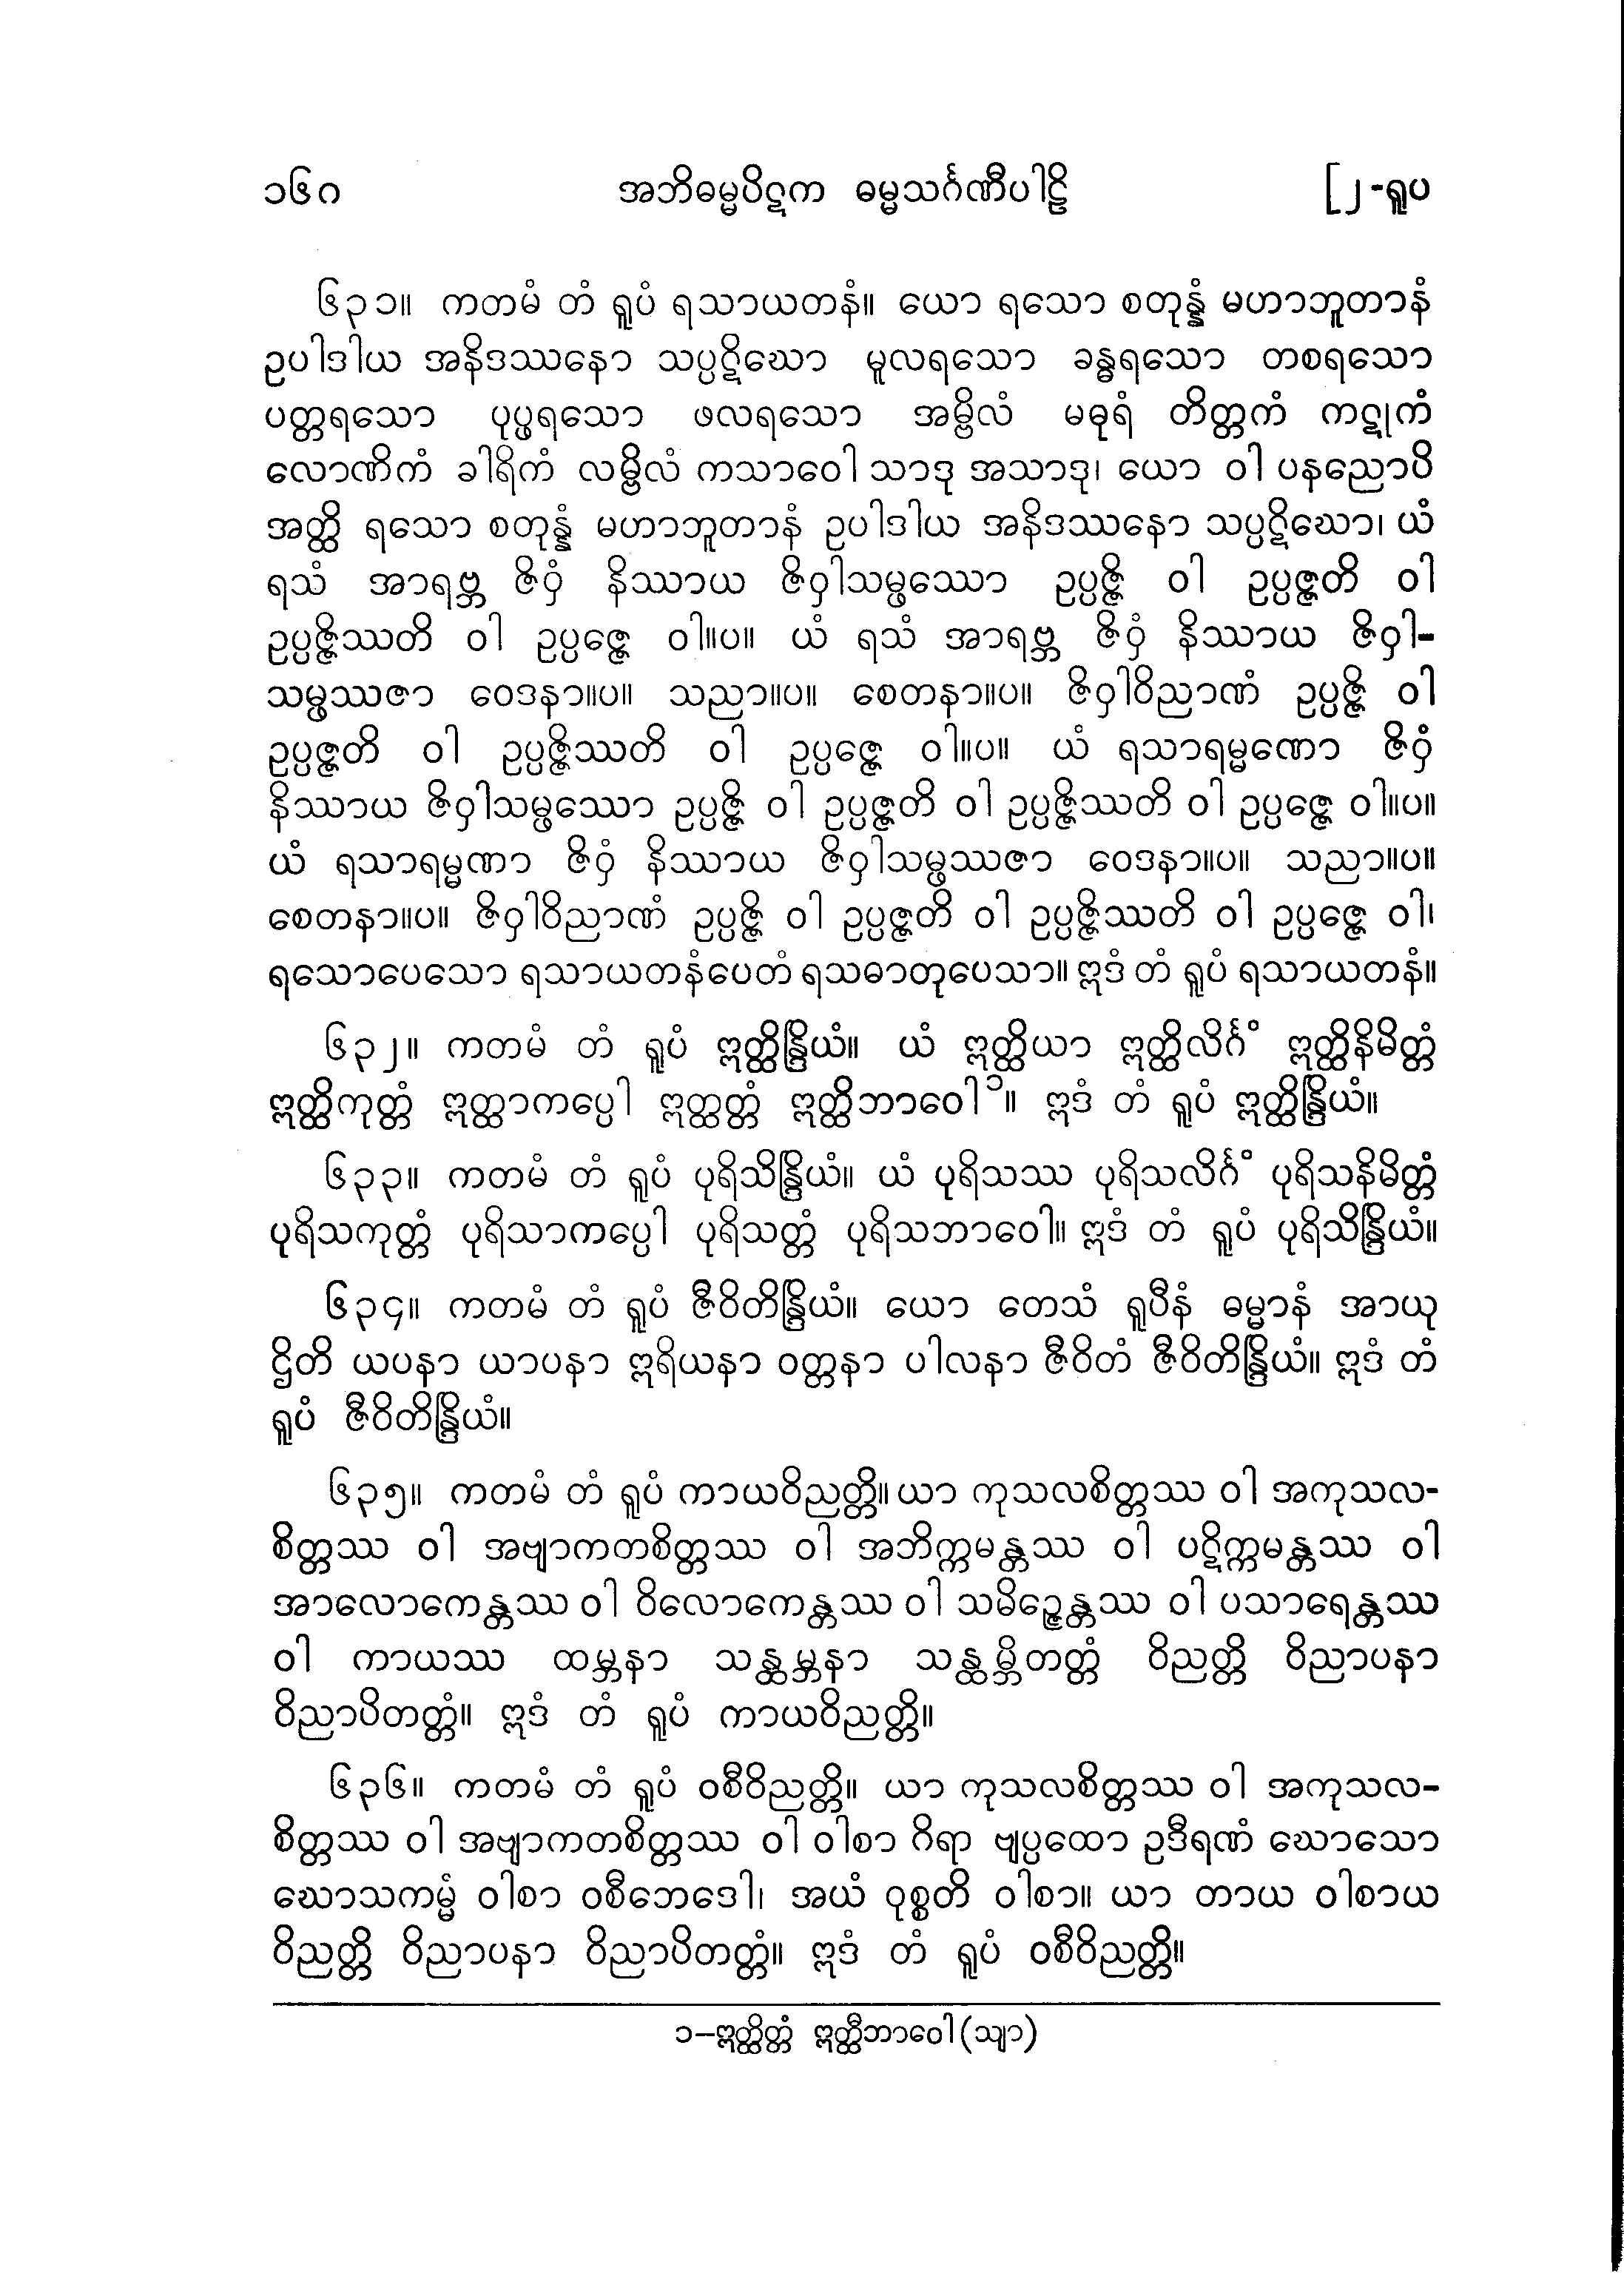 ၁၆၀ အဘိဓမ္မပိဋက ဓမ္မသင်္ဂဏီပါဠိ [၂-ရူပ
၆၃၁။ ကတမံ တံ ရူပံ ရသာယတနံ။ ယော ရသော စတုန္နံ မဟာဘူတာနံ
ဥပါဒါယ အနိဒဿနော သပ္ပဋိဃော မူလရသော ခန္ဓရသော တစရသော
ပတ္တရသော ပုပ္ဖရသော ဖလရသော အမ္ဗိလံ မဓုရံ တိတ္တကံ ကဋုကံ
လောဏိကံ ခါရိကံ လမ္ဗိလံ ကသာဝေါ သာဒု အသာဒု၊ ယော ဝါ ပနညောပိ
အတ္ထိ ရသော စတုန္နံ မဟာဘူတာနံ ဥပါဒါယ အနိဒဿနော သပ္ပဋိဃော၊ ယံ
ရသံ အာရဗ္ဘ ဇိဝှံ နိဿာယ ဇိဝှါသမ္ဖဿော ဥပ္ပဇ္ဇိ ဝါ ဥပ္ပဇ္ဇတိ ဝါ
ဥပ္ပဇ္ဇိဿတိ ဝါ ဥပ္ပဇ္ဇေ ဝါ။ပ။ ယံ ရသံ အာရဗ္ဘ ဇိဝှံ နိဿာယ ဇိဝှါ-
သမ္ဖဿဇာ ဝေဒနာ။ပ။ သညာ။ပ။ စေတနာ။ပ။ ဇိဝှါဝိညာဏံ ဥပ္ပဇ္ဇိ ဝါ
ဥပ္ပဇ္ဇတိ ဝါ ဥပ္ပဇ္ဇိဿတိ ဝါ ဥပ္ပဇ္ဇေ ဝါ။ပ။ ယံ ရသာရမ္မဏော ဇိဝှံ
နိဿာယ ဇိဝှါသမ္ဖဿော ဥပ္ပဇ္ဇိ ဝါ ဥပ္ပဇ္ဇတိ ဝါ ဥပ္ပဇ္ဇိဿတိ ဝါ ဥပ္ပဇ္ဇေ ဝါ။ပ။
ယံ ရသာရမ္မဏာ ဇိဝှံ နိဿာယ ဇိဝှါသမ္ဖဿဇာ ဝေဒနာ။ပ။ သညာ။ပ။
စေတနာ။ပ။ ဇိဝှါဝိညာဏံ ဥပ္ပဇ္ဇိ ဝါ ဥပ္ပဇ္ဇတိ ဝါ ဥပ္ပဇ္ဇိဿတိ ဝါ ဥပ္ပဇ္ဇေ ဝါ၊
ရသောပေသော ရသာယတနံပေတံ ရသဓာတုပေသာ။ ဣဒံ တံ ရူပံ ရသာယတနံ။
၆၃၂။ ကတမံ တံ ရူပံ ဣတ္ထိန္ဒြိယံ။ ယံ ဣတ္ထိယာ ဣတ္ထိလိင်္ဂံ ဣတ္ထိနိမိတ္တံ
ဣတ္ထိကုတ္တံ ဣတ္ထာကပ္ပေါ ဣတ္ထတ္တံ ဣတ္ထိဘာဝေါ၁။ ဣဒံ တံ ရူပံ ဣတ္ထိန္ဒြိယံ။
၆၃၃။ ကတမံ တံ ရူပံ ပုရိသိန္ဒြိယံ။ ယံ ပုရိသဿ ပုရိသလိင်္ဂံ ပုရိသနိမိတ္တံ
ပုရိသကုတ္တံ ပုရိသာကပ္ပေါ ပုရိသတ္တံ ပုရိသဘာဝေါ။ ဣဒံ တံ ရူပံ ပုရိသိန္ဒြိယံ။
၆၃၄။ ကတမံ တံ ရူပံ ဇီဝိတိန္ဒြိယံ။ ယော တေသံ ရူပီနံ ဓမ္မာနံ အာယု
ဌိတိ ယပနာ ယာပနာ ဣရိယနာ ဝတ္တနာ ပါလနာ ဇီဝိတံ ဇီဝိတိန္ဒြိယံ။ ဣဒံ တံ
ရူပံ ဇီဝိတိန္ဒြိယံ။
၆၃၅။ ကတမံ တံ ရူပံ ကာယဝိညတ္တိ။ ယာ ကုသလစိတ္တဿ ဝါ အကုသလ-
စိတ္တဿ ဝါ အဗျာကတစိတ္တဿ ဝါ အဘိက္ကမန္တဿ ဝါ ပဋိက္ကမန္တဿ ဝါ
အာလောကေန္တဿ ဝါ ဝိလောကေန္တဿ ဝါ သမိဉ္ဇေန္တဿ ဝါ ပသာရေန္တဿ
ဝါ ကာယဿ ထမ္ဘနာ သန္ထမ္ဘနာ သန္ထမ္ဘိတတ္တံ ဝိညတ္တိ ဝိညာပနာ
ဝိညာပိတတ္တံ။ ဣဒံ တံ ရူပံ ကာယဝိညတ္တိ။
၆၃၆။ ကတမံ တံ ရူပံ ဝစီဝိညတ္တိ။ ယာ ကုသလစိတ္တဿ ဝါ အကုသလ-
စိတ္တဿ ဝါ အဗျာကတစိတ္တဿ ဝါ ဝါစာ ဂိရာ ဗျပ္ပထော ဥဒီရဏံ ဃောသော
ဃောသကမ္မံ ဝါစာ ဝစီဘေဒေါ၊ အယံ ဝုစ္စတိ ဝါစာ။ ယာ တာယ ဝါစာယ
ဝိညတ္တိ ဝိညာပနာ ဝိညာပိတတ္တံ။ ဣဒံ တံ ရူပံ ဝစီဝိညတ္တိ။
၁−ဣတ္ထိတ္တံ ဣတ္ထီဘာဝေါ (သျာ)